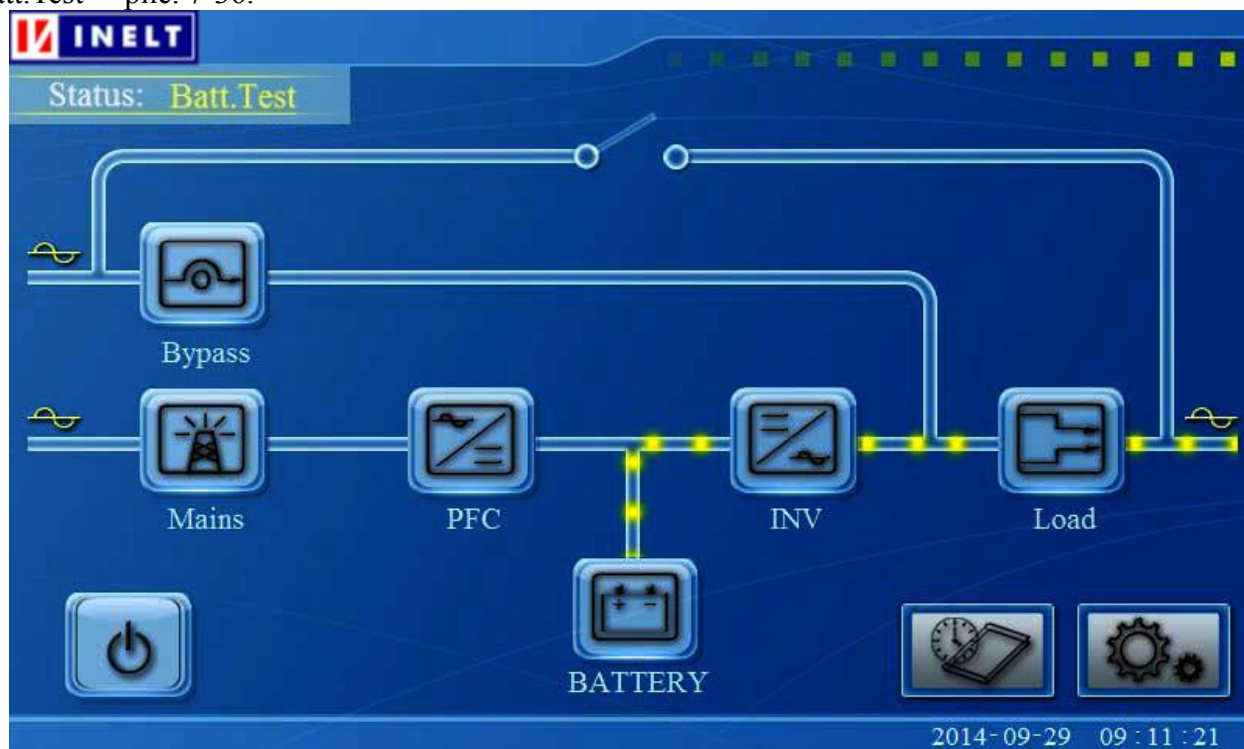 INELT
Status: Batt.Test
Bypass
Mains
PFC
INV
Load
BATTERY
2014-09-29 09:11:21